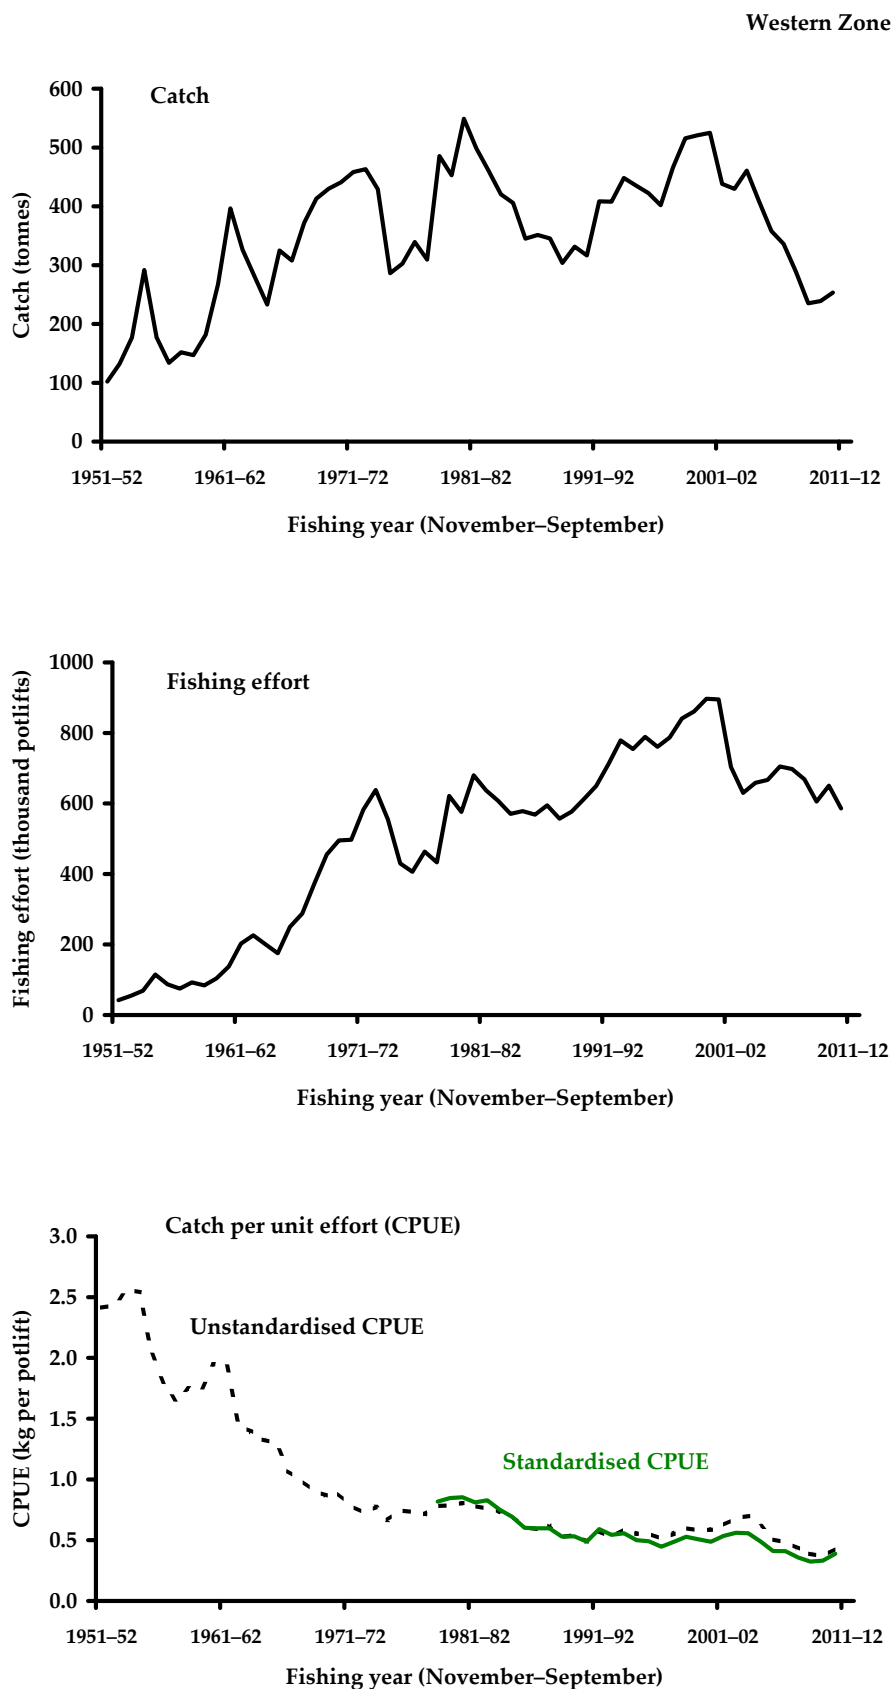 Western Zone
Catch
Catch (tonnes)
600
500
400
300
200
100
0
1951–52 1961–62 1971–72 1981–82 1991–92 2001–02 2011–12
Fishing year (November–September)
Fishing effort
Fishing effort (thousand potlifts)
1000
800
600
400
200
0
1951–52 1961–62 1971–72 1981–82 1991–92 2001–02 2011–12
Fishing year (November–September)
Catch per unit effort (CPUE)
Unstandardised CPUE
Standardised CPUE
CPUE (kg per potlift)
3.0
2.5
2.0
1.5
1.0
0.5
0.0
1951–52 1961–62 1971–72 1981–82 1991–92 2001–02 2011–12
Fishing year (November–September)